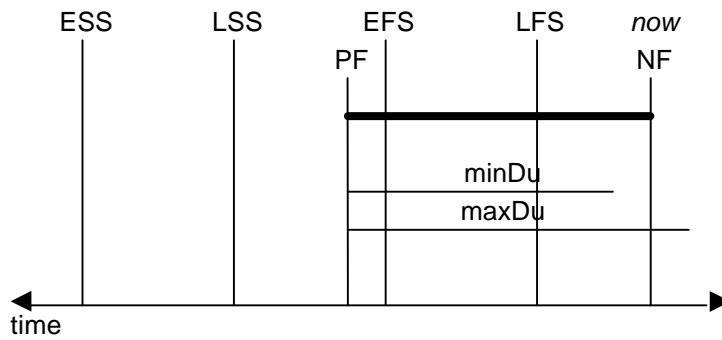 ESS LSS EFS LFS now
PF NF
minDu
maxDu
time